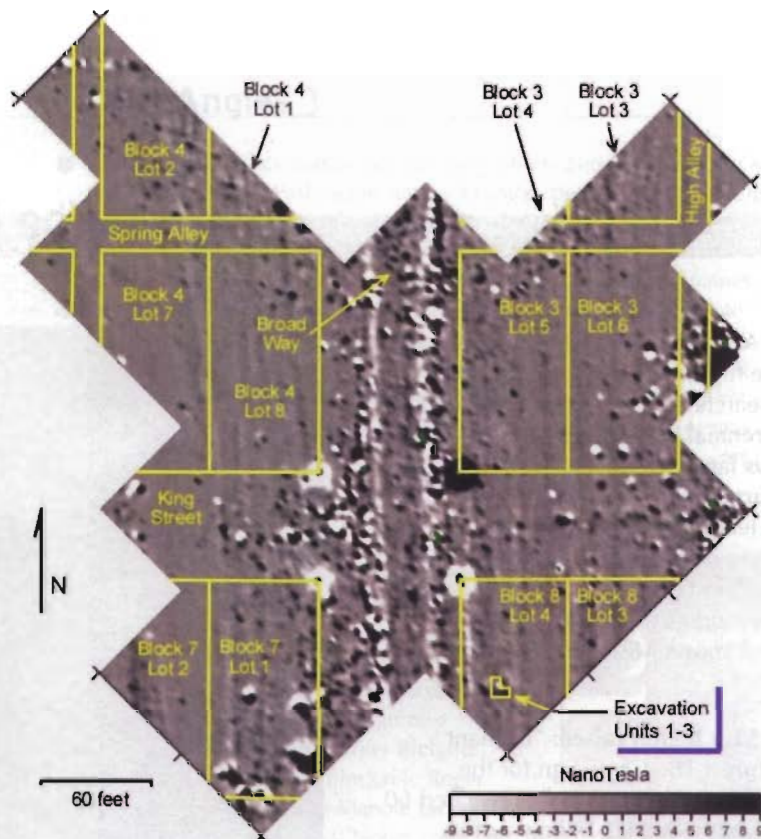 Block 4
Lot 1
Block 3
Lot 4
Block 3
Lot 3
Block 4
Lot 2
High Alley
Spring Alley
Block 4
Lot 7
Block 3
Lot 5
Block 3
Lot 6
Broad
Way
Block 4
Lot 8
King
Street
N
Block 7
Lot 2
Block 7
Lot 1
Block 8
Lot 4
Block 8
Lot 3
Excavation
Units 1-3
60 feet
NanoTesla
-9 -8 -7 -6 -5 -4 -3 -2 -1 0 1 2 3 4 5 6 7 8 9